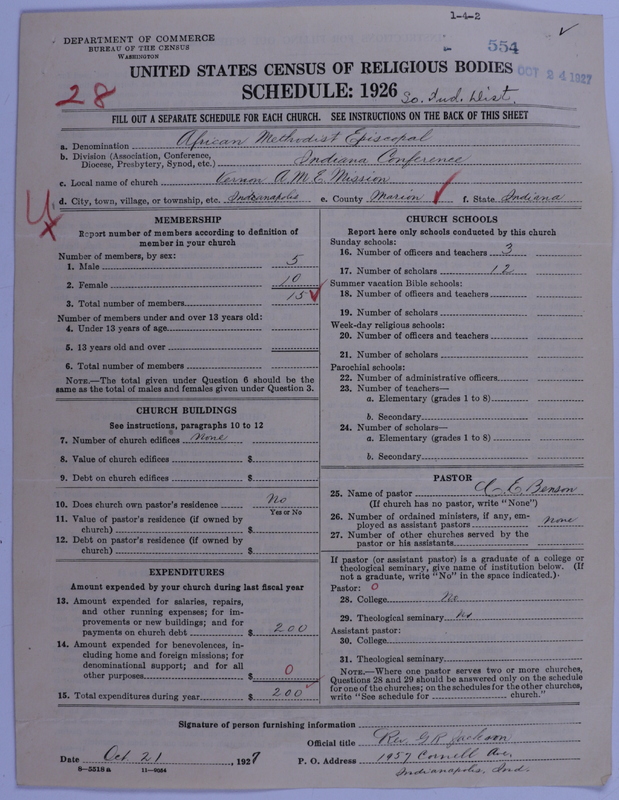 1-4-2
DEPARTMENT OF COMMERCE
BUREAU OF THE CENSUS
WASHINGTON
554
OCT 24 1927
UNITED STATES CENSUS OF RELIGIOUS BODIES
28
SCHEDULE: 1926
So. Ind. Dist.
FILL OUT A SEPARATE SCHEDULE FOR EACH CHURCH. SEE INSTRUCTIONS ON THE BACK OF THIS SHEET
a. Denomination African Methodist Episcopal
b. Division (Association, Conference, Diocese, Presbytery, Synod, etc.) Indiana Conference
c. Local name of church Vernon A.M.E. Mission
d. City, town, village, or township, etc. Indianapolis e. County Marion f. State Indiana
MEMBERSHIP
Report number of members according to definition of
member in your church
Number of members, by sex:
1. Male 5
2. Female 10
3. Total number of members 15
Number of members under and over 13 years old:
4. Under 13 years of age
5. 13 years old and over
6. Total number of members
NOTE.—The total given under Question 6 should be
same as the total of males and females given under Question 3.
CHURCH BUILDINGS
See instructions, paragraphs 10 to 12
7. Number of church edifices None
8. Value of church edifices $
9. Debt on church edifices $
10. Does church own pastor's residence No
Yes or No
11. Value of pastor's residence (if owned by
church) $
12. Debt on pastor's residence (if owned by
church) $
EXPENDITURES
Amount expended by your church during last fiscal year
13. Amount expended for salaries, repairs,
and other running expenses; for im-
provements or new buildings; and for
payments on church debt $ 200
14. Amount expended for benevolences, in-
cluding home and foreign missions; for
denominational support; and for all
other purposes $ 0
15. Total expenditures during year $ 200
CHURCH SCHOOLS
Report here only schools conducted by this church
Sunday schools:
16. Number of officers and teachers 3
17. Number of scholars 12
Summer vacation Bible schools:
18. Number of officers and teachers
19. Number of scholars
Week-day religious schools:
20. Number of officers and teachers
21. Number of scholars
Parochial schools:
22. Number of administrative officers
23. Number of teachers—
a. Elementary (grades 1 to 8)
b. Secondary
24. Number of scholars—
a. Elementary (grades 1 to 8)
b. Secondary
PASTOR
25. Name of pastor C. E. Benson
(If church has no pastor, write "None")
26. Number of ordained ministers, if any, em-
ployed as assistant pastors none
27. Number of other churches served by the
pastor or his assistants
If pastor (or assistant pastor) is a graduate of a college or
theological seminary, give name of institution below. (If
not a graduate, write "No" in the space indicated.)
Pastor: 0
28. College No
29. Theological seminary No
Assistant pastor:
30. College
31. Theological seminary
NOTE.—Where one pastor serves two or more churches,
Questions 28 and 29 should be answered only on the schedule
for one of the churches; on the schedules for the other churches,
write "See schedule for church."
Signature of person furnishing information
Official title Rev. G R Jackson
Date Oct 21, 1927 P. O. Address 1957 Cornell Ave,
8-5518a 11-9054 Indianapolis, Ind.